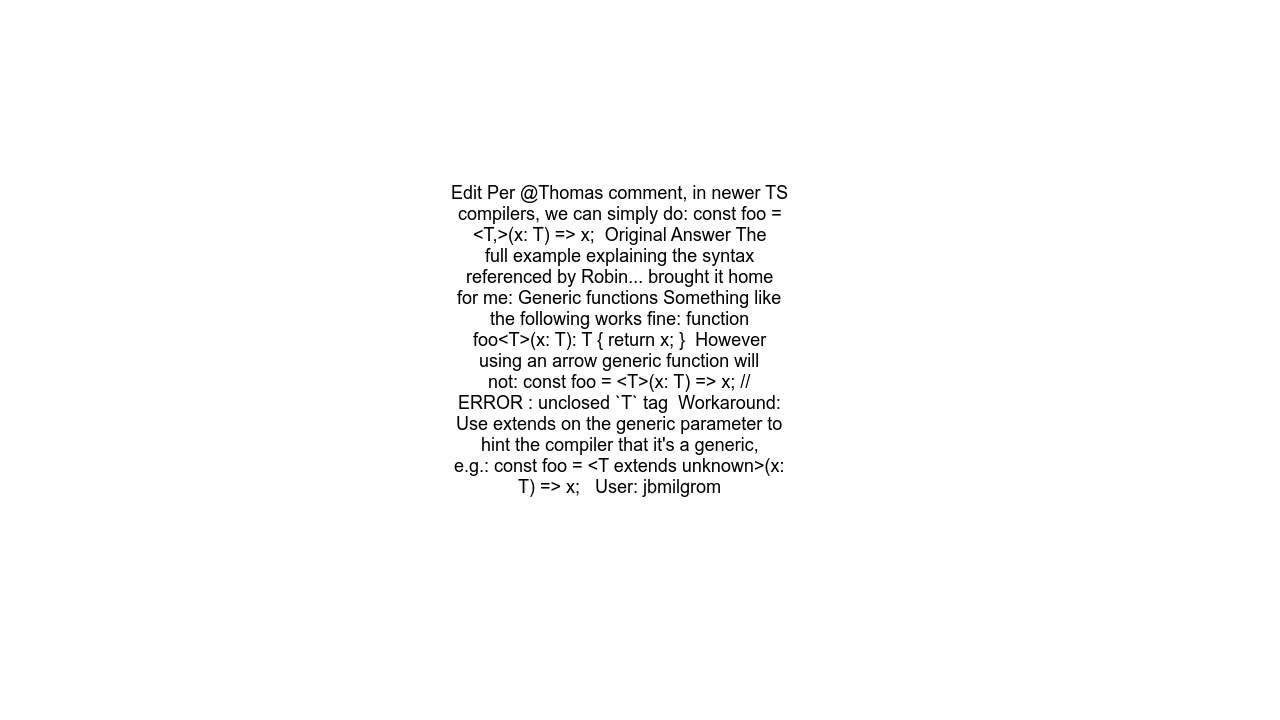 Edit Per @Thomas comment, in newer TS
compilers, we can simply do: const foo =
<T,>(x: T) => x;  Original Answer The
full example explaining the syntax
referenced by Robin... brought it home
for me: Generic functions Something like
the following works fine: function
foo<T>(x: T): T { return x; }  However
using an arrow generic function will
not: const foo = <T>(x: T) => x; //
ERROR : unclosed `T` tag  Workaround:
Use extends on the generic parameter to
hint the compiler that it's a generic,
e.g.: const foo = <T extends unknown>(x:
T) => x;   User: jbmilgrom